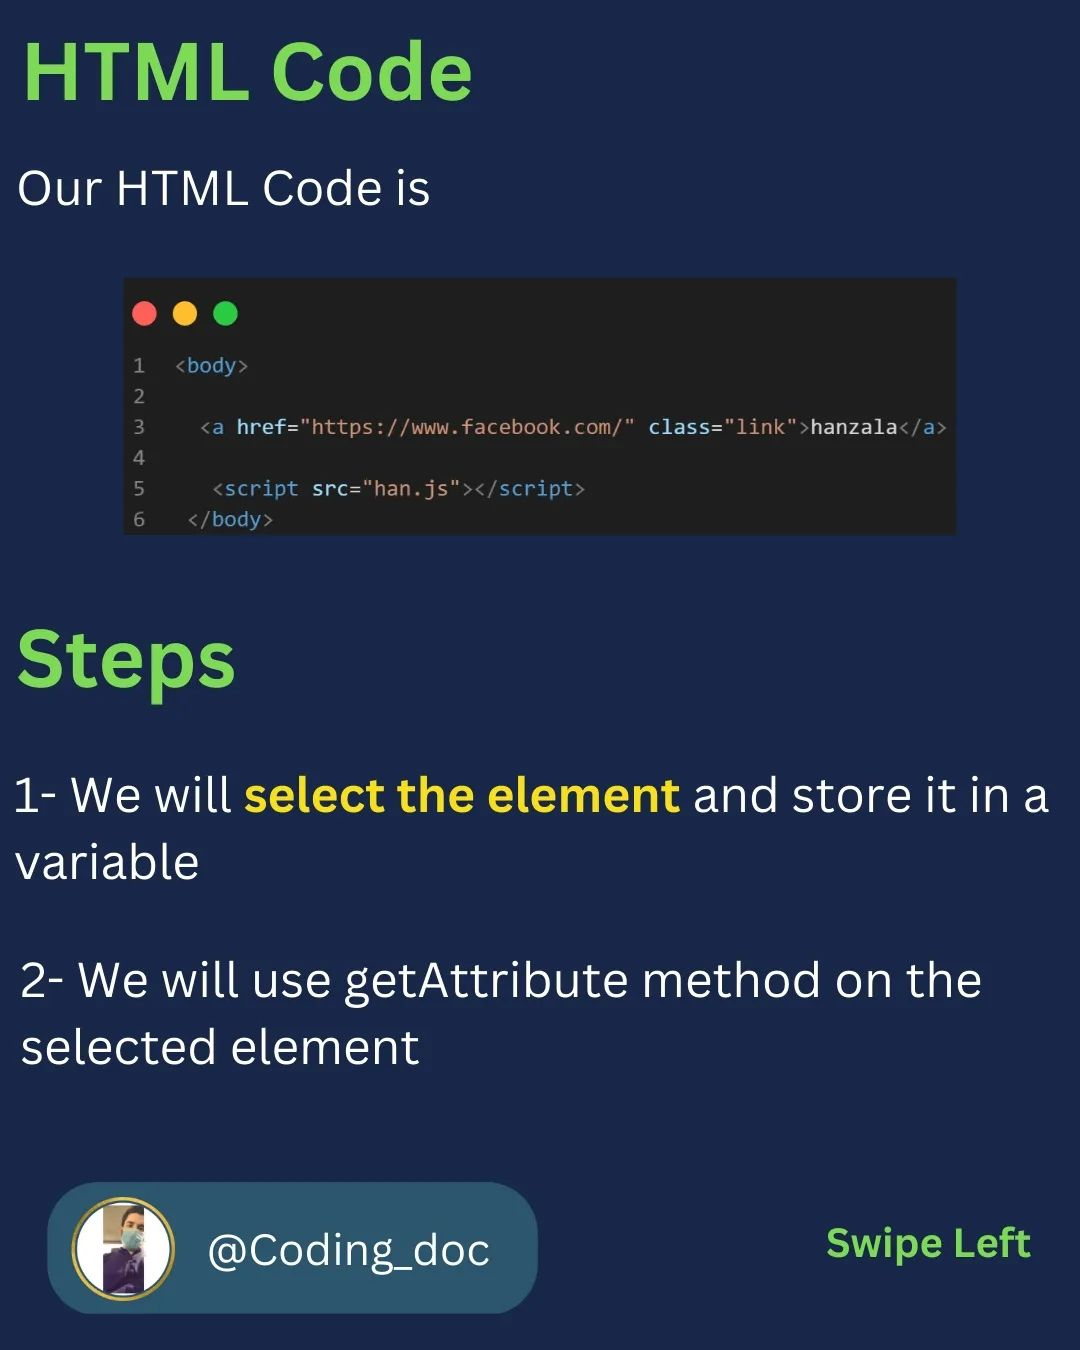 HTML Code
Our HTML Code is
1 <body>
2
3 <a href="https://www.facebook.com/" class="link">hanzala</a>
4
5 <script src="han.js"></script>
6 </body>
Steps
1- We will select the element and store it in a
variable
2- We will use getAttribute method on the
selected element
@Coding_doc
Swipe Left